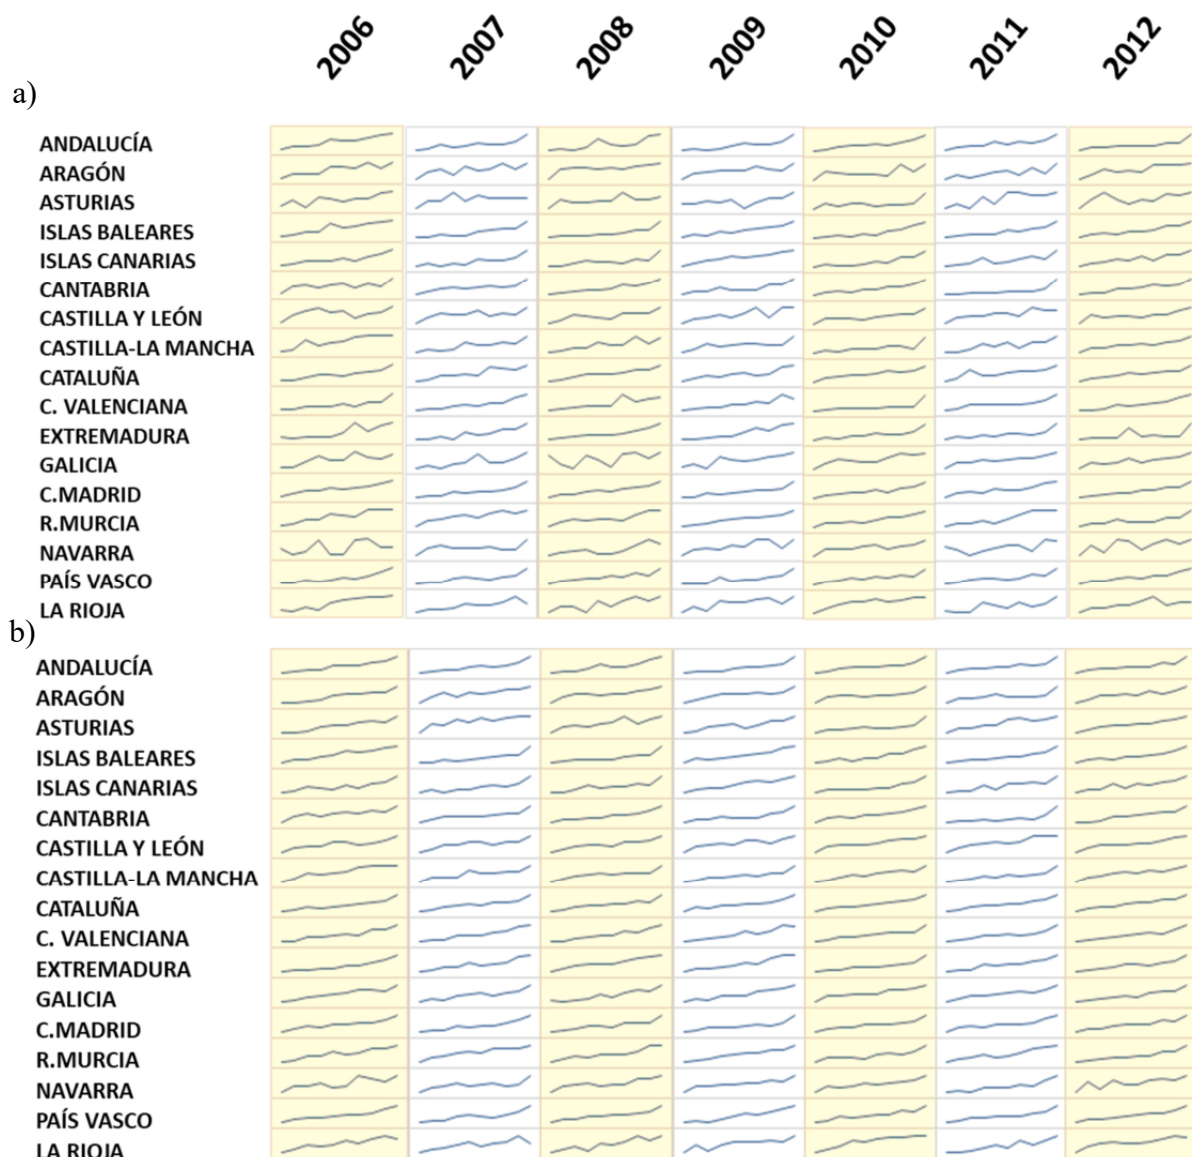 2006 2007 2008 2009 2010 2011 2012
a)
ANDALUCÍA
ARAGÓN
ASTURIAS
ISLAS BALEARES
ISLAS CANARIAS
CANTABRIA
CASTILLA Y LEÓN
CASTILLA-LA MANCHA
CATALUÑA
C. VALENCIANA
EXTREMADURA
GALICIA
C.MADRID
R.MURCIA
NAVARRA
PAÍS VASCO
LA RIOJA
b)
ANDALUCÍA
ARAGÓN
ASTURIAS
ISLAS BALEARES
ISLAS CANARIAS
CANTABRIA
CASTILLA Y LEÓN
CASTILLA-LA MANCHA
CATALUÑA
C. VALENCIANA
EXTREMADURA
GALICIA
C.MADRID
R.MURCIA
NAVARRA
PAÍS VASCO
LA RIOJA